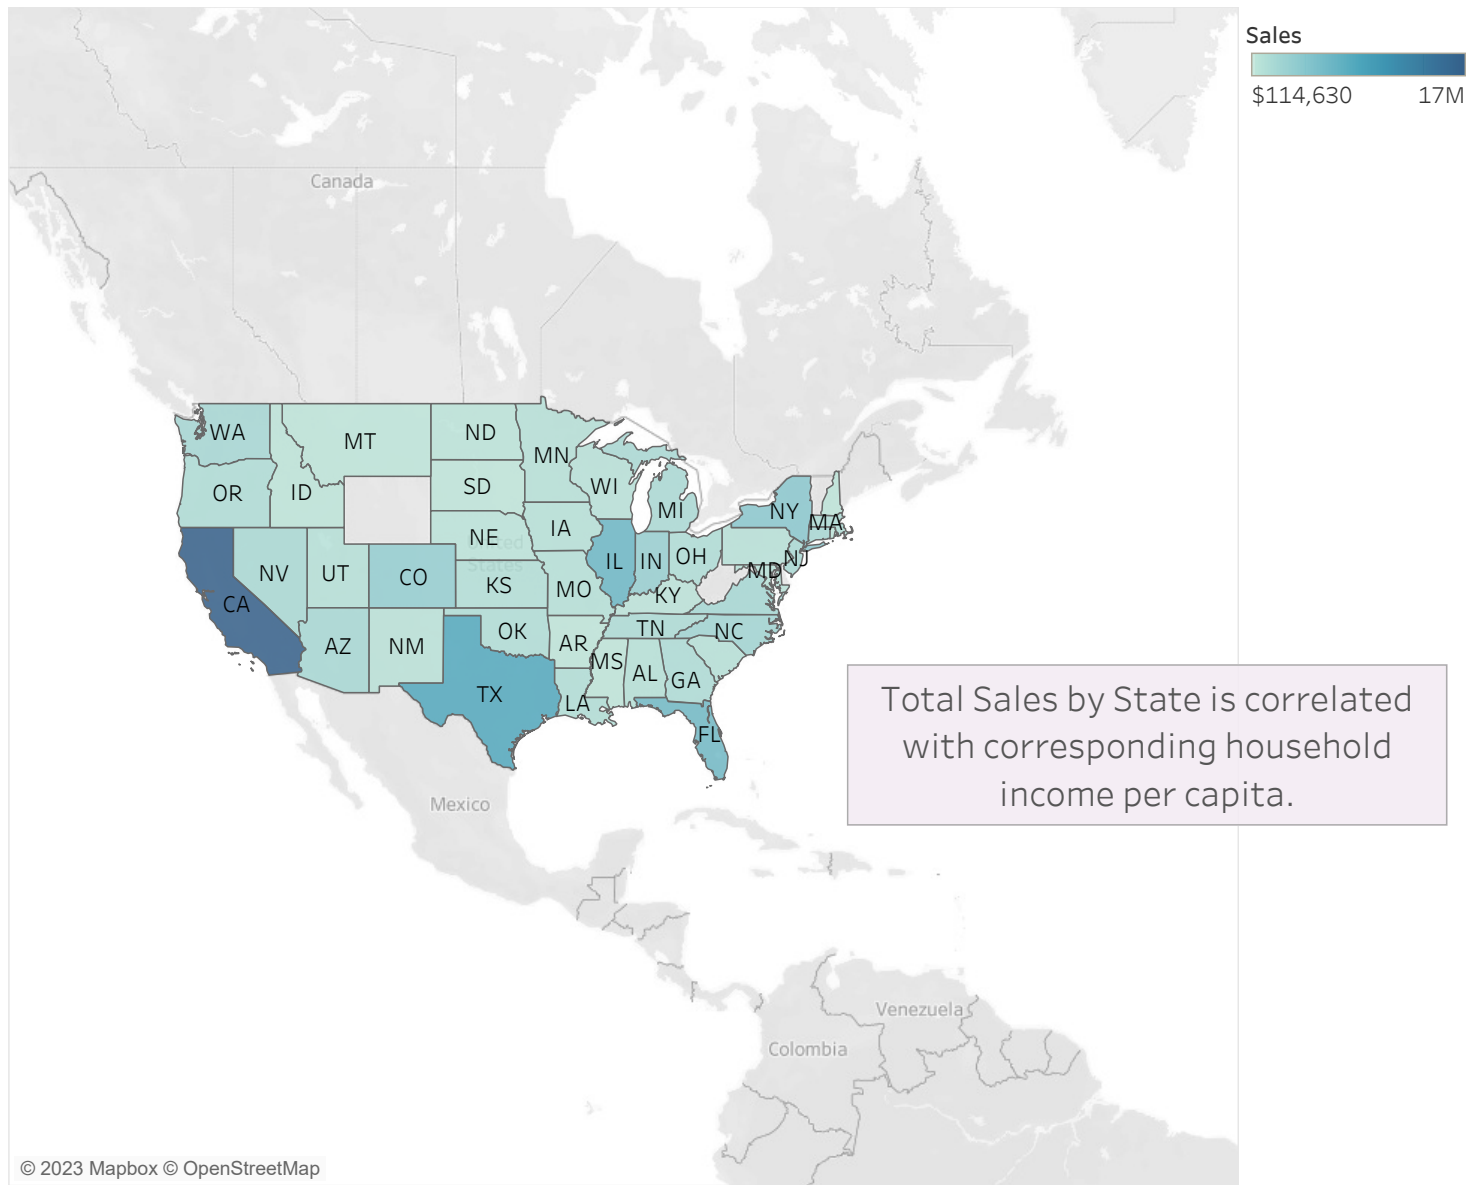 Sales
$114,630 17M
Canada
WA
MT
ND
MN
OR
ID
SD
WI
MI
NY
MA
NE
IA
United
States
NV
UT
CO
KS
MO
IL
IN
OH
NJ
MD
KY
CA
AZ
NM
OK
AR
TN
NC
MS
AL
GA
TX
LA
FL
Total Sales by State is correlated
with corresponding household
income per capita.
Mexico
Venezuela
Colombia
© 2023 Mapbox © OpenStreetMap